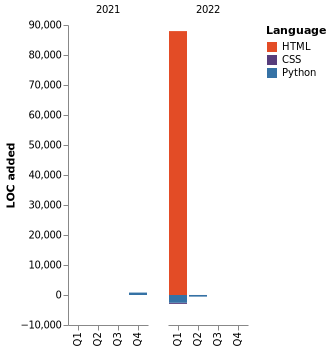 2021 2022
Language
HTML
CSS
Python
LOC added
90,000
80,000
70,000
60,000
50,000
40,000
30,000
20,000
10,000
0
−10,000
Q1 Q2 Q3 Q4 Q1 Q2 Q3 Q4